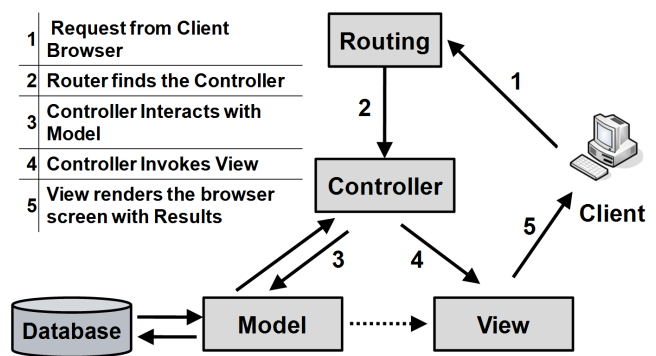 1 Request from Client
Browser
2 Router finds the Controller
3 Controller Interacts with
Model
4 Controller Invokes View
5 View renders the browser
screen with Results
Routing
1
2
Controller
Client
3
4
5
Database
Model
View